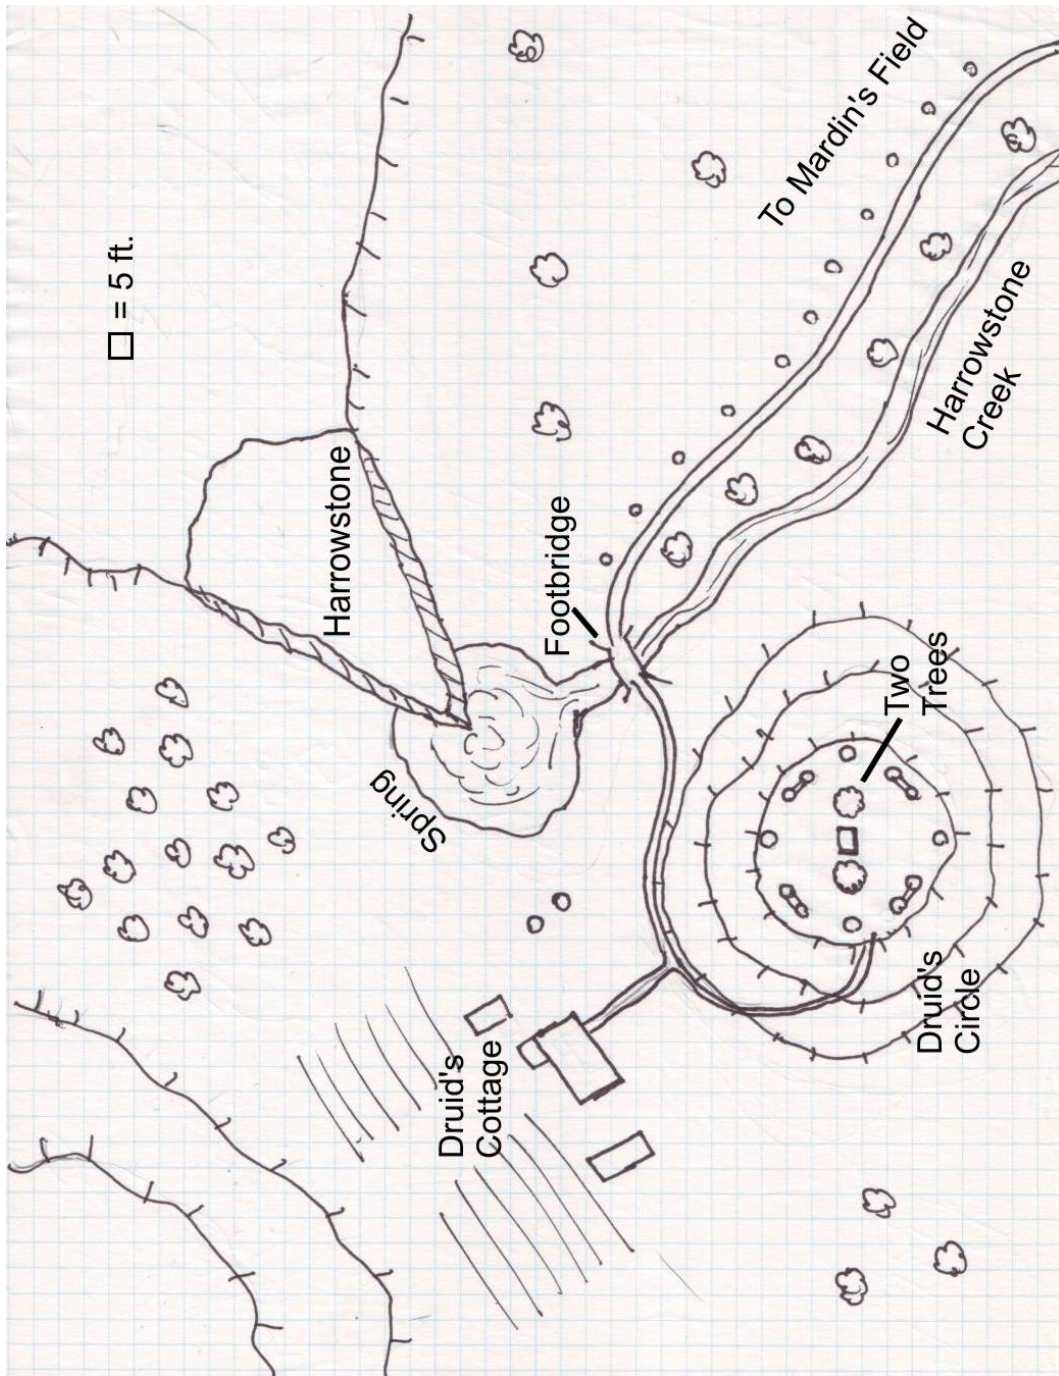 □ = 5 ft.
Harrowstone
Spring
Footbridge
To Mardin's Field
Harrowstone
Creek
Druid's
Cottage
Two
Trees
Druid's
Circle